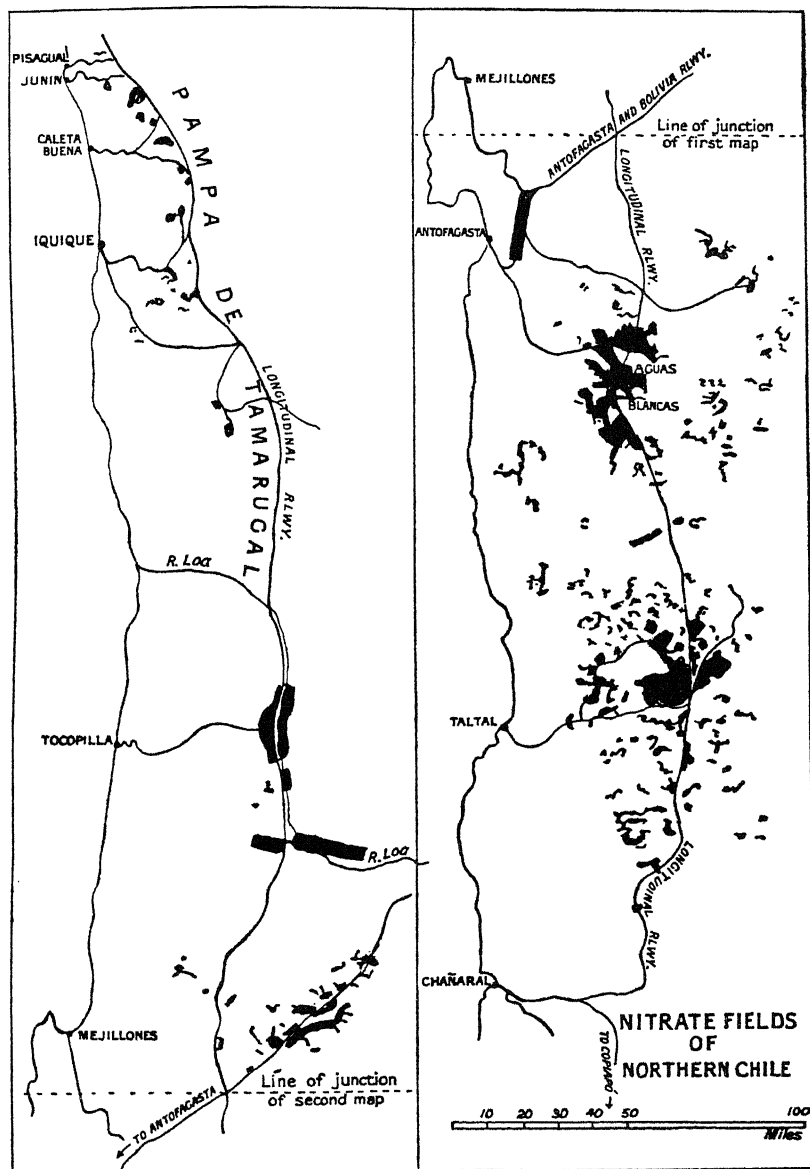 PISAGUAL
JUNIN
CALETA
BUENA
IQUIQUE
PAMPA DE TAMARUGAL
LONGITUDINAL RLWY.
R. Loa
TOCOPILLA
R. Loa
MEJILLONES
Line of junction
of second map
← TO ANTOFAGASTA
MEJILLONES
ANTOFAGASTA AND BOLIVIA RLWY.
Line of junction
of first map
LONGITUDINAL RLWY.
ANTOFAGASTA
AGUAS
BLANCAS
TALTAL
LONGITUDINAL RLWY.
CHAÑARAL
TO COPIAPÓ →
NITRATE FIELDS
OF
NORTHERN CHILE
10 20 30 40 50 100
Miles